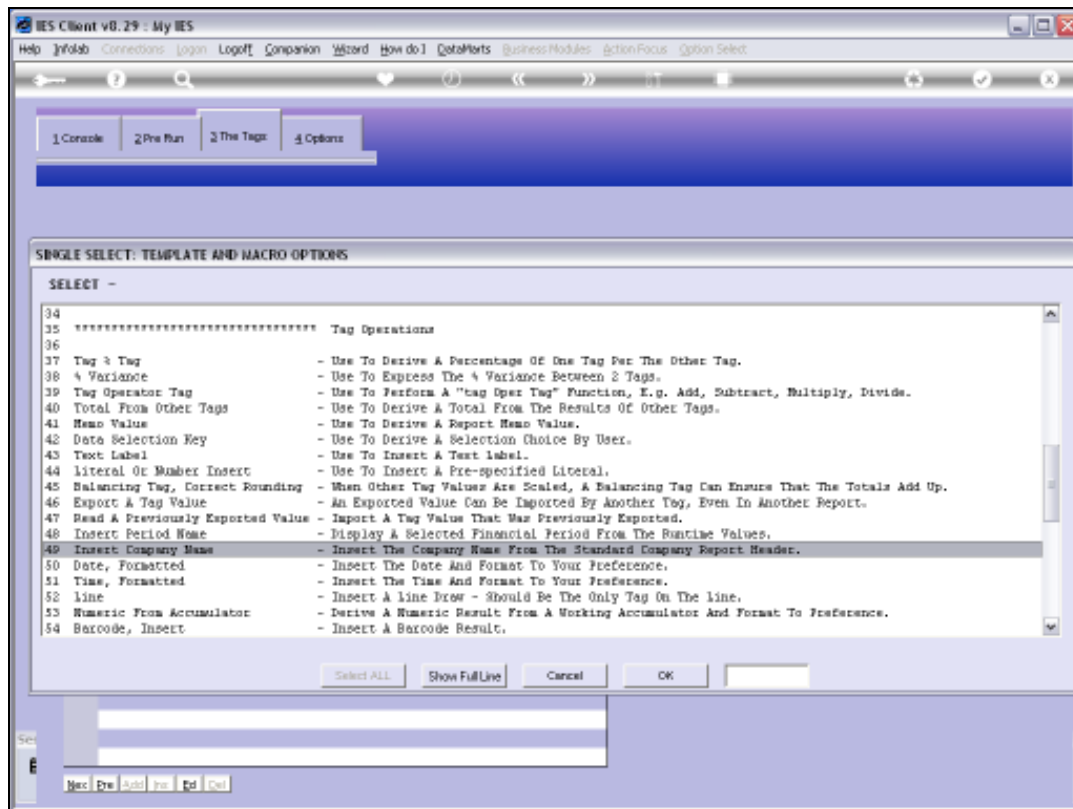 IES Client v8.29 : My IES
Help Infolab Connections Logon Logoff Companion Wizard How do I DataMarts Business Modules Action Focus Option Select
1 Console 2 Pre Run 3 The Tags 4 Options
SINGLE SELECT: TEMPLATE AND MACRO OPTIONS
SELECT -
34
35 ******************************** Tag Operations
36
37 Tag % Tag - Use To Derive A Percentage Of One Tag Per The Other Tag.
38 % Variance - Use To Express The % Variance Between 2 Tags.
39 Tag Operator Tag - Use To Perform A "tag Oper Tag" Function, E.g. Add, Subtract, Multiply, Divide.
40 Total From Other Tags - Use To Derive A Total From The Results Of Other Tags.
41 Memo Value - Use To Derive A Report Memo Value.
42 Data Selection Key - Use To Derive A Selection Choice By User.
43 Text Label - Use To Insert A Text Label.
44 literal Or Number Insert - Use To Insert A Pre-specified Literal.
45 Balancing Tag, Correct Rounding - When Other Tag Values Are Scaled, A Balancing Tag Can Ensure That The Totals Add Up.
46 Export A Tag Value - An Exported Value Can Be Imported By Another Tag, Even In Another Report.
47 Read A Previously Exported Value - Import A Tag Value That Was Previously Exported.
48 Insert Period Name - Display A Selected Financial Period From The Runtime Values.
49 Insert Company Name - Insert The Company Name From The Standard Company Report Header.
50 Date, Formatted - Insert The Date And Format To Your Preference.
51 Time, Formatted - Insert The Time And Format To Your Preference.
52 line - Insert A Line Draw - Should Be The Only Tag On The line.
53 Numeric From Accumulator - Derive A Numeric Result From A Working Accumulator And Format To Preference.
54 Barcode, Insert - Insert A Barcode Result.
Select ALL Show Full Line Cancel OK
Ses
Nex Pre Add Ins Ed Del